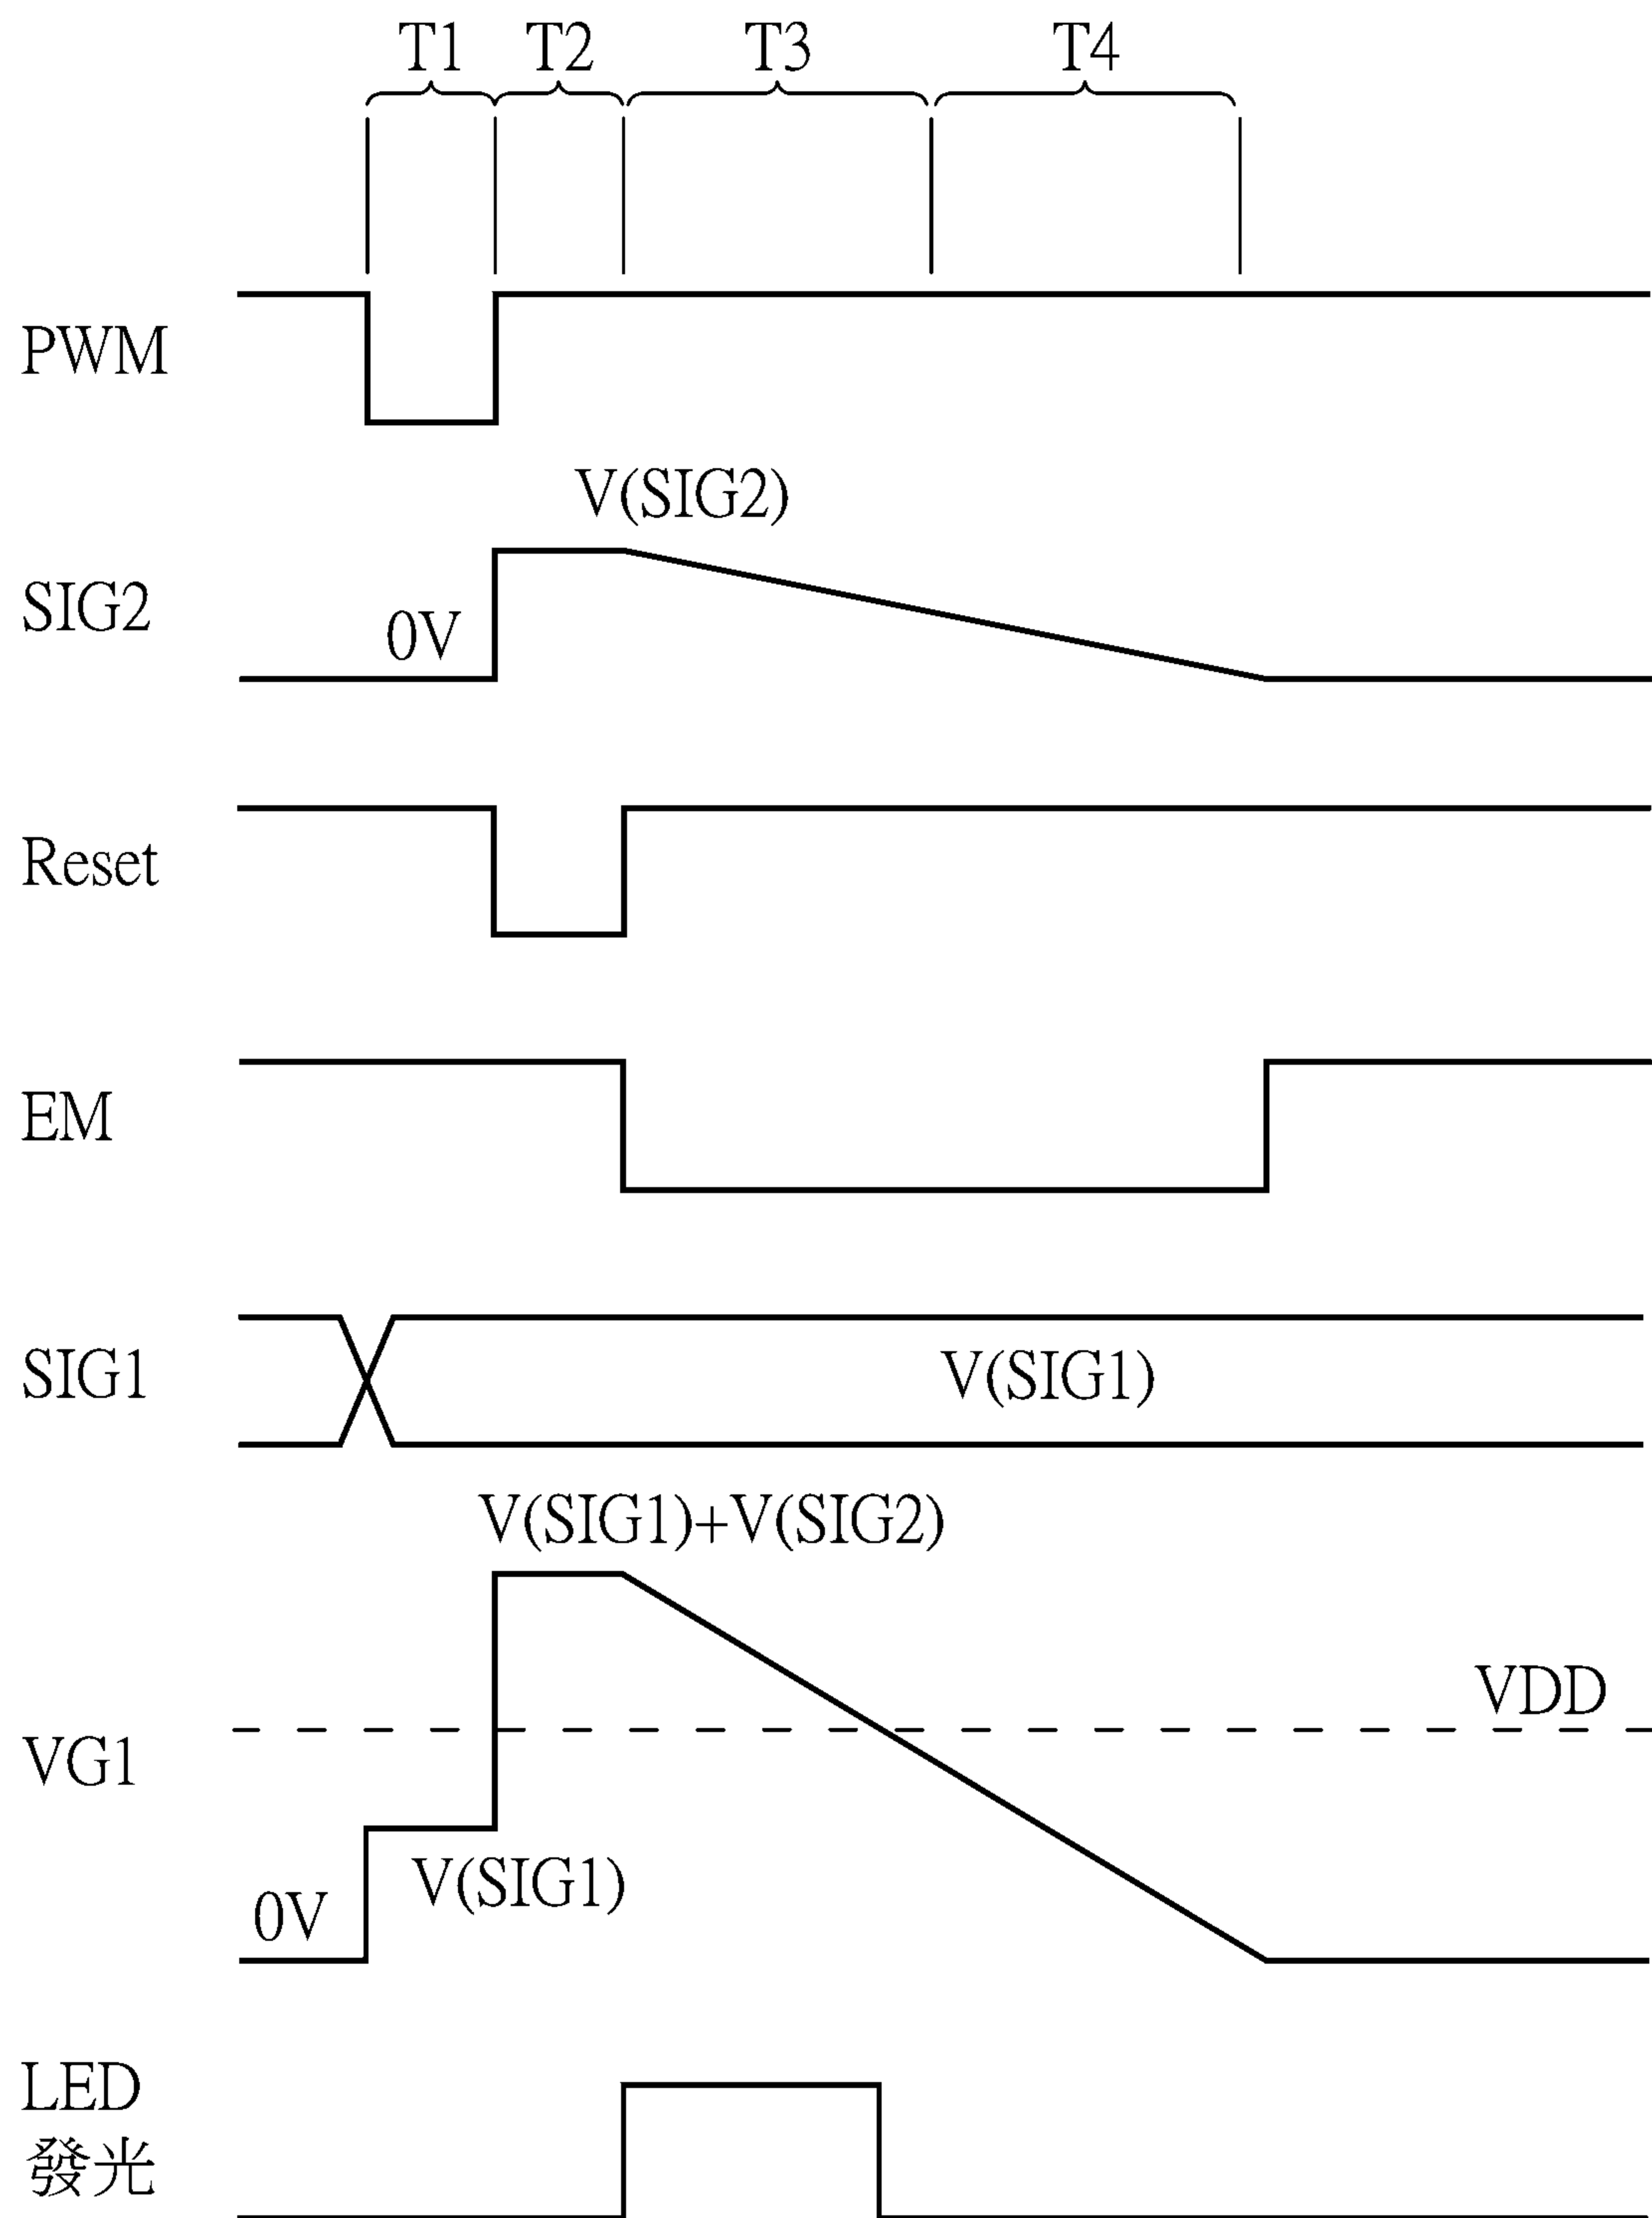 T1 T2 T3 T4
PWM
V(SIG2)
SIG2
0V
Reset
EM
SIG1
V(SIG1)
V(SIG1)+V(SIG2)
VDD
VG1
V(SIG1)
0V
LED
發光